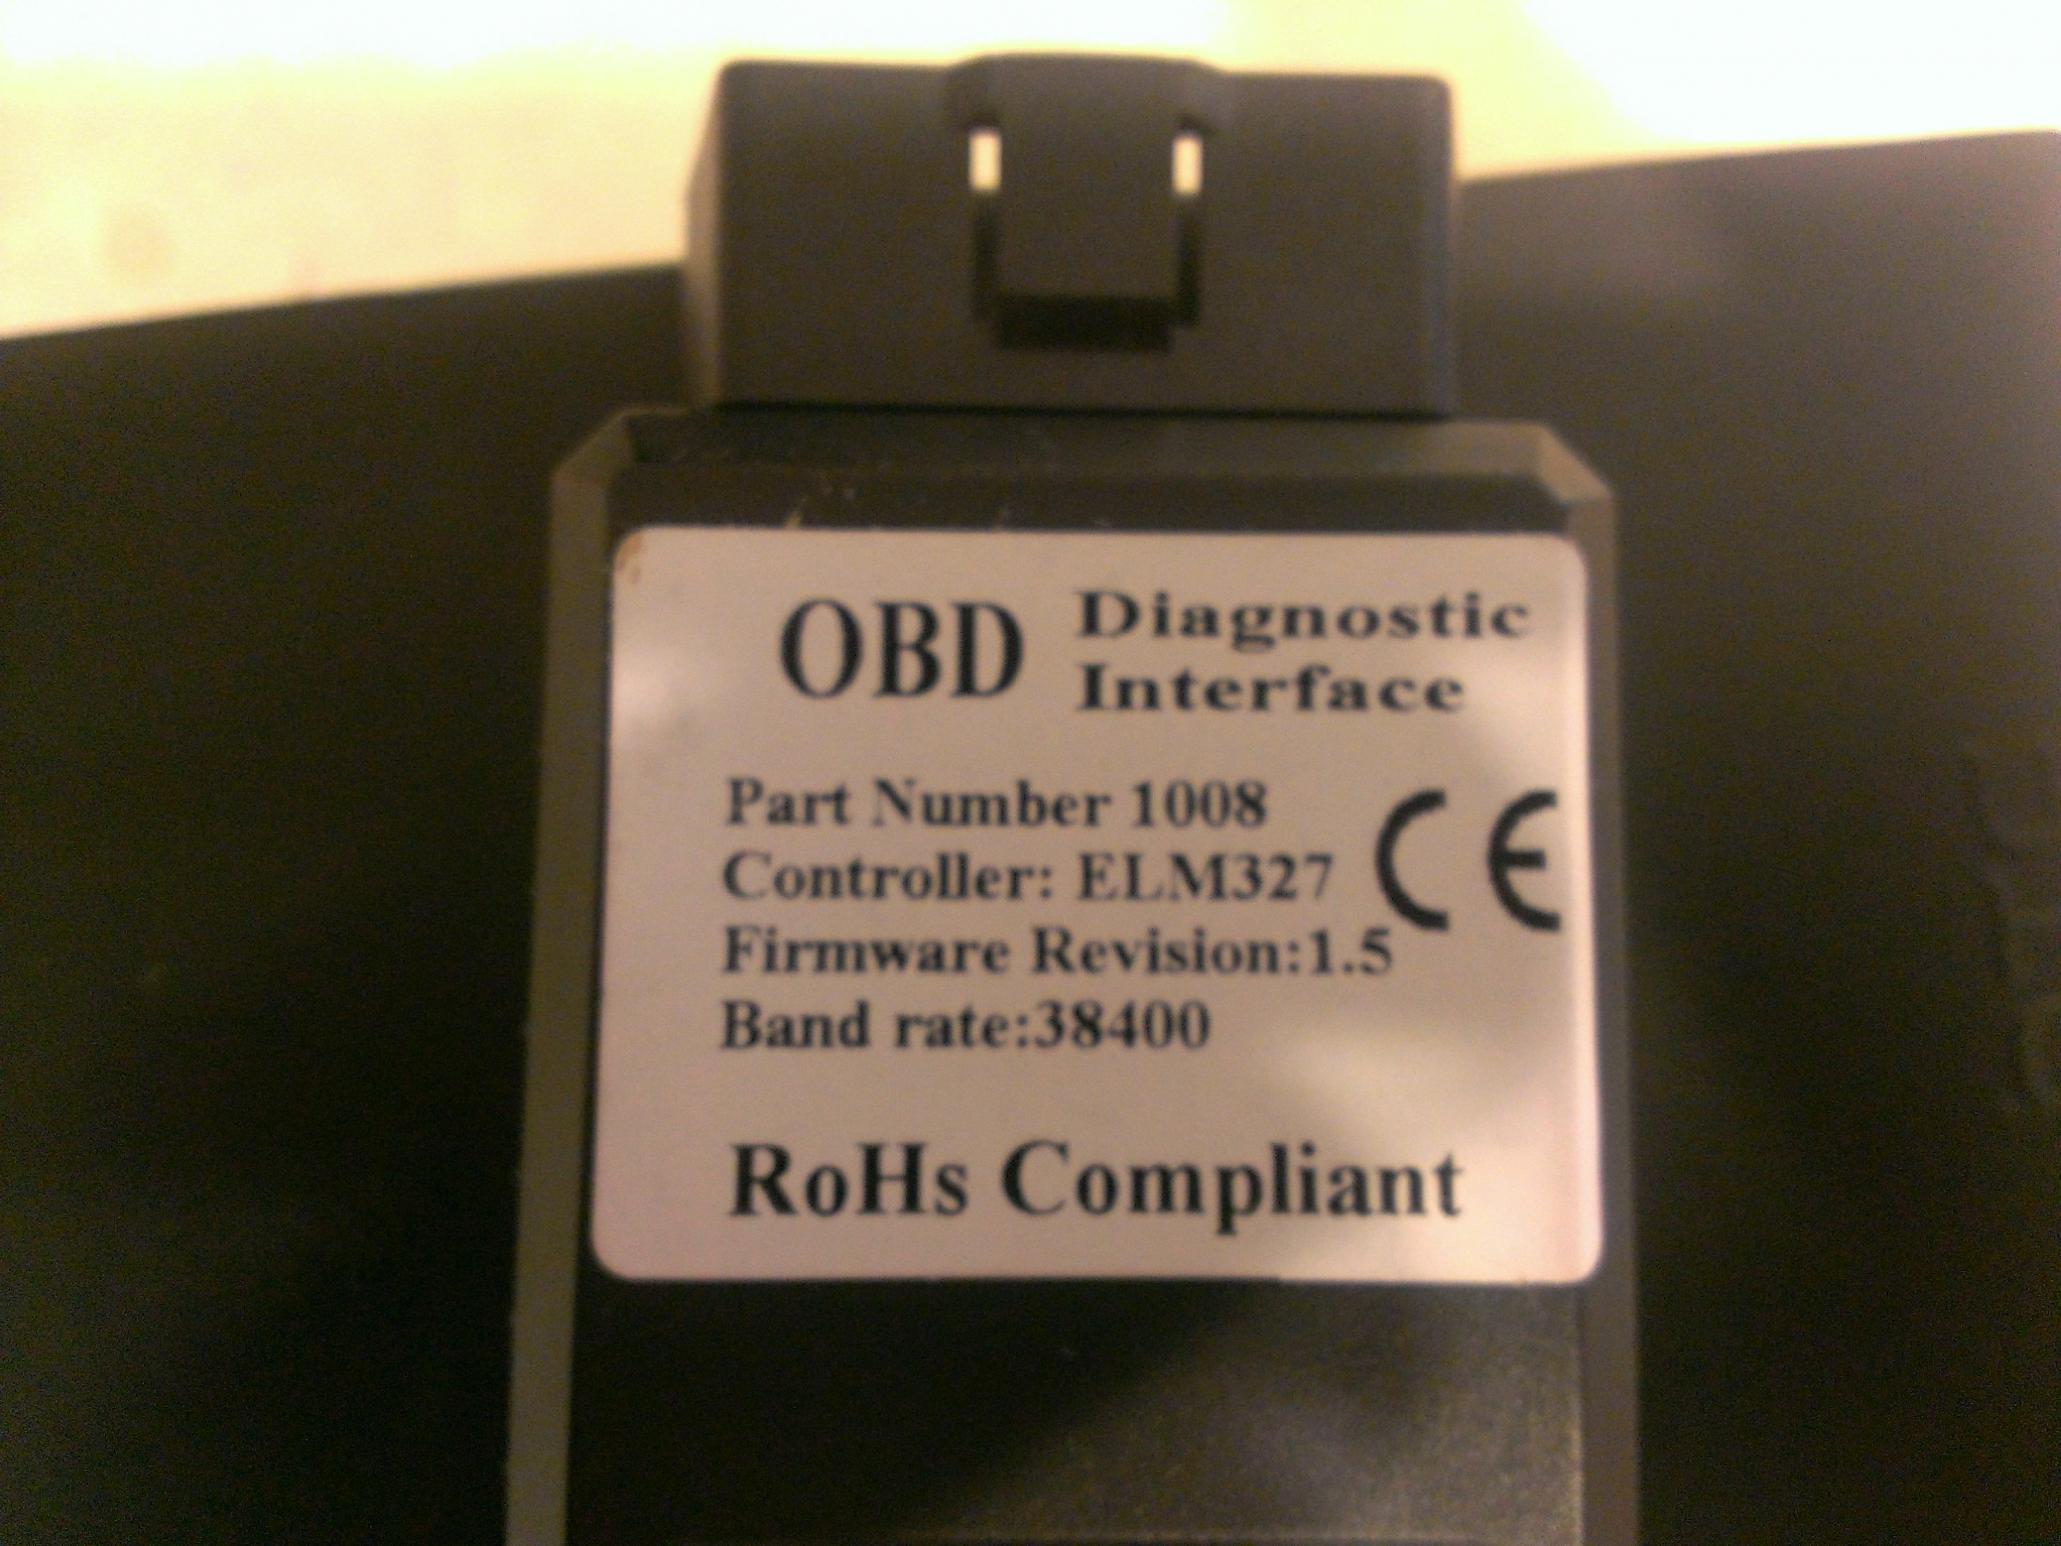 OBD Diagnostic
Interface
Part Number 1008
Controller: ELM327
CE
Firmware Revision:1.5
Band rate:38400
RoHs Compliant